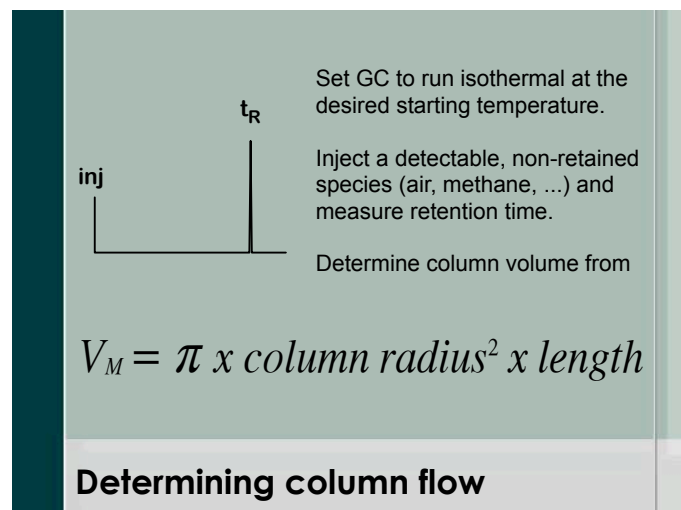 Set GC to run isothermal at the
desired starting temperature.
t_R
Inject a detectable, non-retained
species (air, methane, ...) and
measure retention time.
inj
Determine column volume from
V_M = π x column radius² x length
Determining column flow